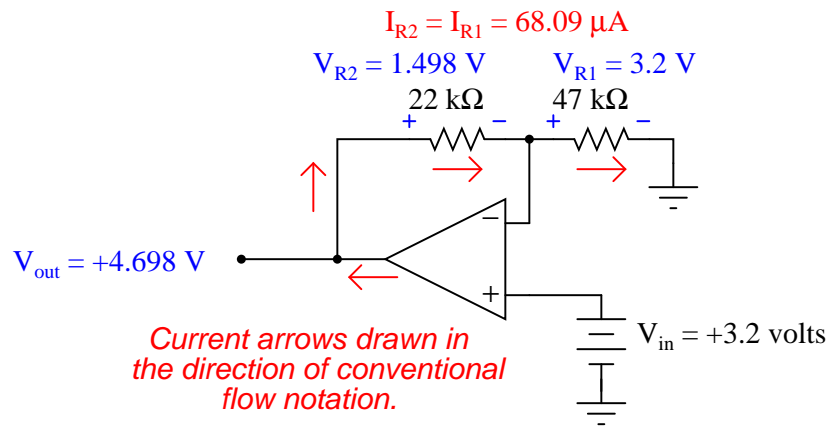 I_R2 = I_R1 = 68.09 μA
V_R2 = 1.498 V
V_R1 = 3.2 V
22 kΩ
47 kΩ
+ − + −
−
V_out = +4.698 V
+
V_in = +3.2 volts
Current arrows drawn in
the direction of conventional
flow notation.